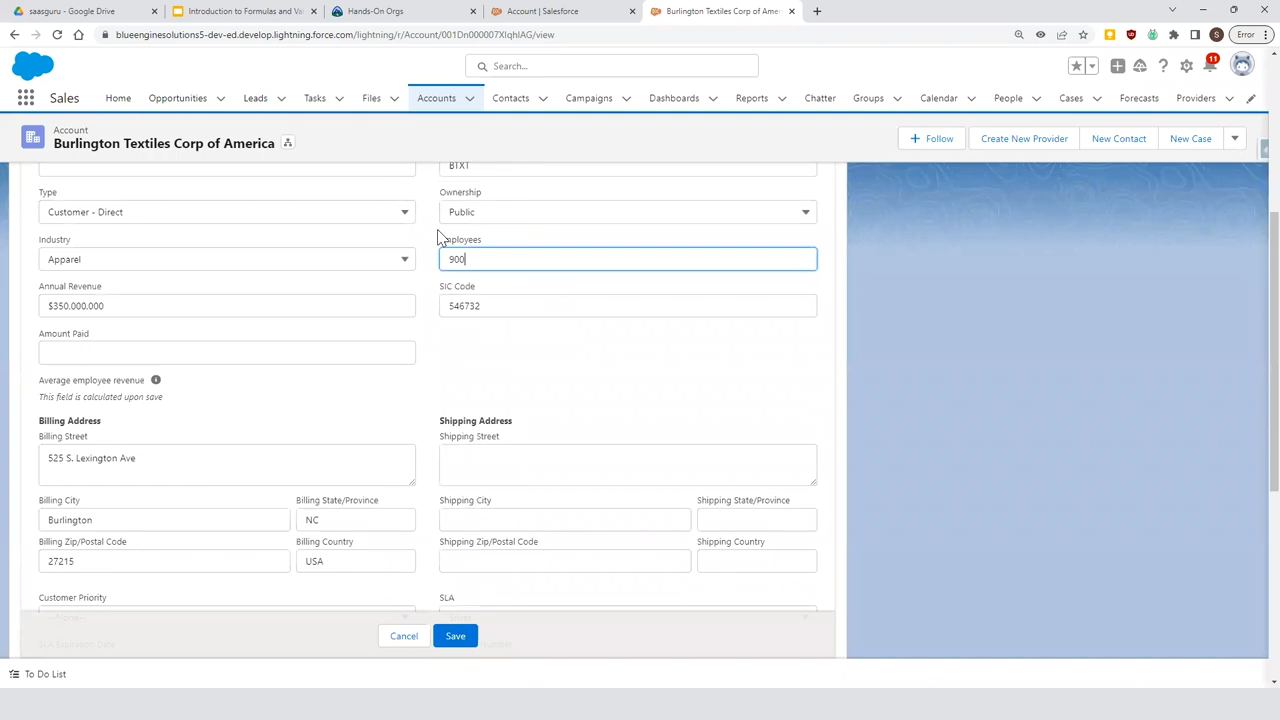 saasguru - Google Drive
Introduction to Formulas and Va
Hands-On Orgs
Account | Salesforce
Burlington Textiles Corp of Ame
blueenginesolutions5-dev-ed.develop.lightning.force.com/lightning/r/Account/001Dn000007XIqhIAG/view
S
Error
Search...
11
Sales
Home
Opportunities
Leads
Tasks
Files
Accounts
Contacts
Campaigns
Dashboards
Reports
Chatter
Groups
Calendar
People
Cases
Forecasts
Providers
Account
Burlington Textiles Corp of America
Follow
Create New Provider
New Contact
New Case
BTXT
Type
Ownership
Customer - Direct
Public
Industry
Employees
Apparel
900
Annual Revenue
SIC Code
$350,000,000
546732
Amount Paid
Average employee revenue
This field is calculated upon save
Billing Address
Shipping Address
Billing Street
Shipping Street
525 S. Lexington Ave
Billing City
Billing State/Province
Shipping City
Shipping State/Province
Burlington
NC
Billing Zip/Postal Code
Billing Country
Shipping Zip/Postal Code
Shipping Country
27215
USA
Customer Priority
SLA
--None--
Silver
SLA Expiration Date
Cancel
Save
To Do List